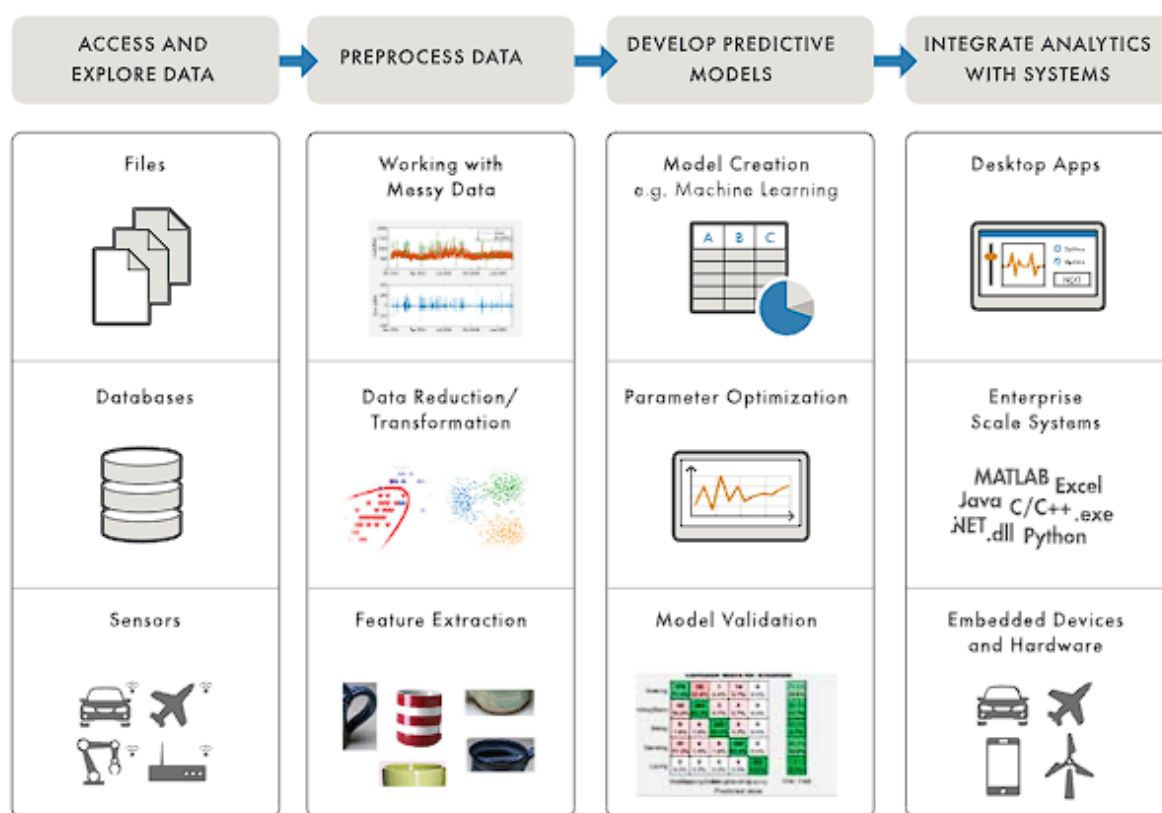 ACCESS AND
EXPLORE DATA
PREPROCESS DATA
DEVELOP PREDICTIVE
MODELS
INTEGRATE ANALYTICS
WITH SYSTEMS
Files
Databases
Sensors
Working with
Messy Data
Data Reduction/
Transformation
Feature Extraction
Model Creation
e.g. Machine Learning
A B C
Parameter Optimization
Model Validation
Desktop Apps
NEXT
Enterprise
Scale Systems
MATLAB Excel
Java C/C++ .exe
.NET .dll Python
Embedded Devices
and Hardware